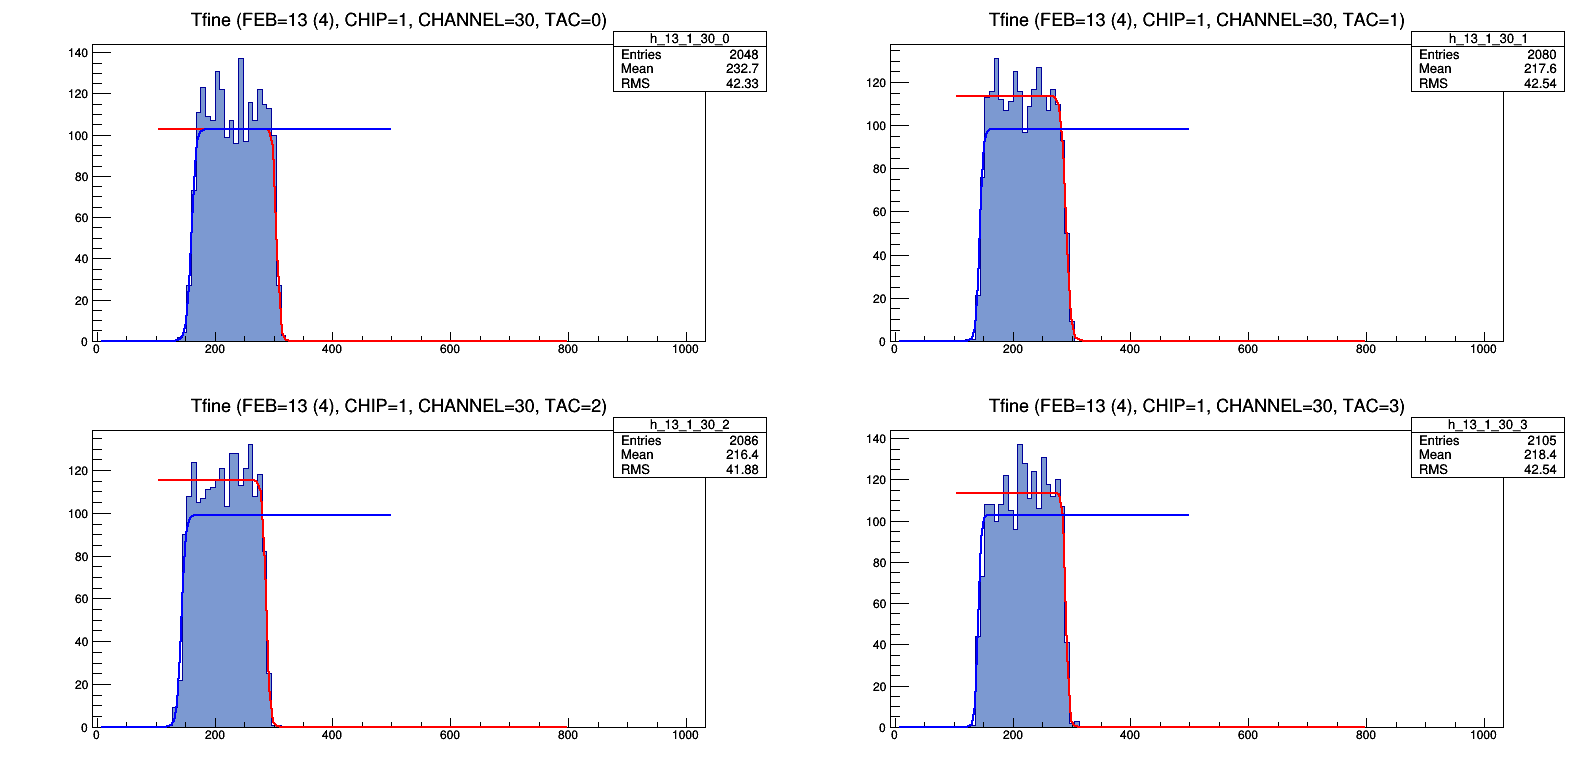 Tfine (FEB=13 (4), CHIP=1, CHANNEL=30, TAC=0)
h_13_1_30_0
Entries 2048
Mean 232.7
RMS 42.33
140
120
100
80
60
40
20
0
0 200 400 600 800 1000
Tfine (FEB=13 (4), CHIP=1, CHANNEL=30, TAC=1)
h_13_1_30_1
Entries 2080
Mean 217.6
RMS 42.54
120
100
80
60
40
20
0
0 200 400 600 800 1000
Tfine (FEB=13 (4), CHIP=1, CHANNEL=30, TAC=2)
h_13_1_30_2
Entries 2086
Mean 216.4
RMS 41.88
120
100
80
60
40
20
0
0 200 400 600 800 1000
Tfine (FEB=13 (4), CHIP=1, CHANNEL=30, TAC=3)
h_13_1_30_3
Entries 2105
Mean 218.4
RMS 42.54
140
120
100
80
60
40
20
0
0 200 400 600 800 1000